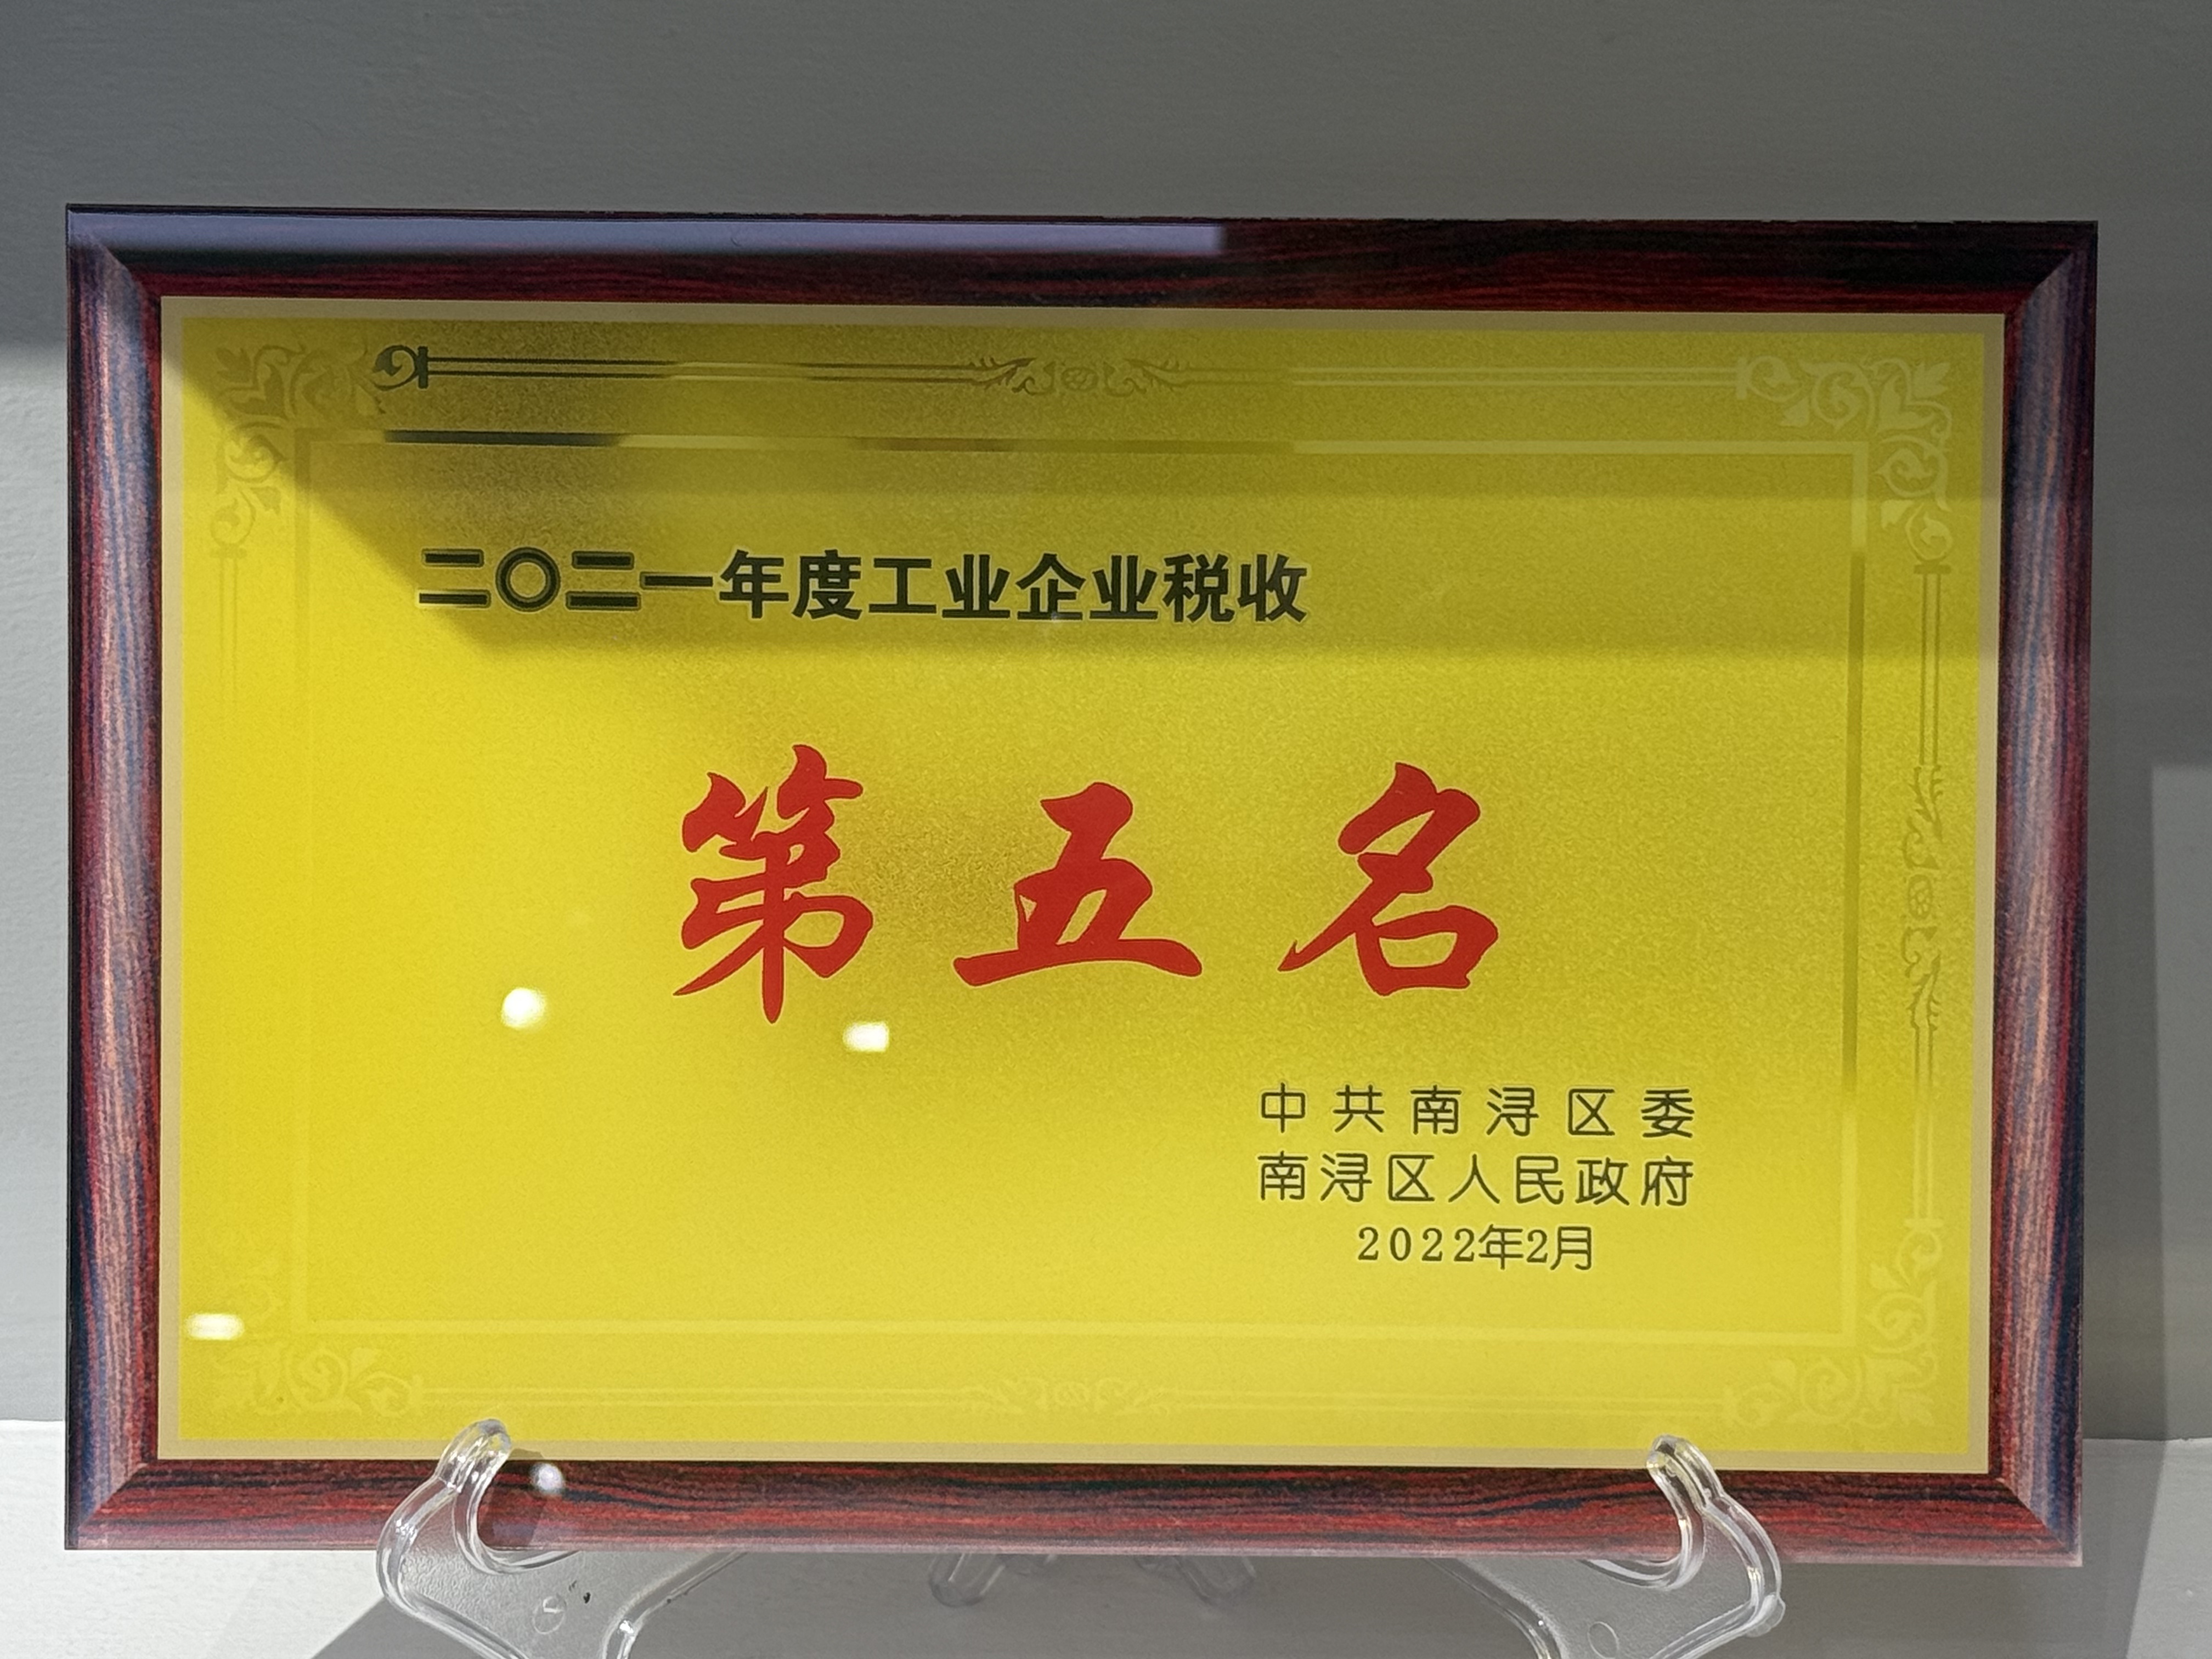 二〇二一年度工业企业税收
第五名
中共南浔区委
南浔区人民政府
2022年2月